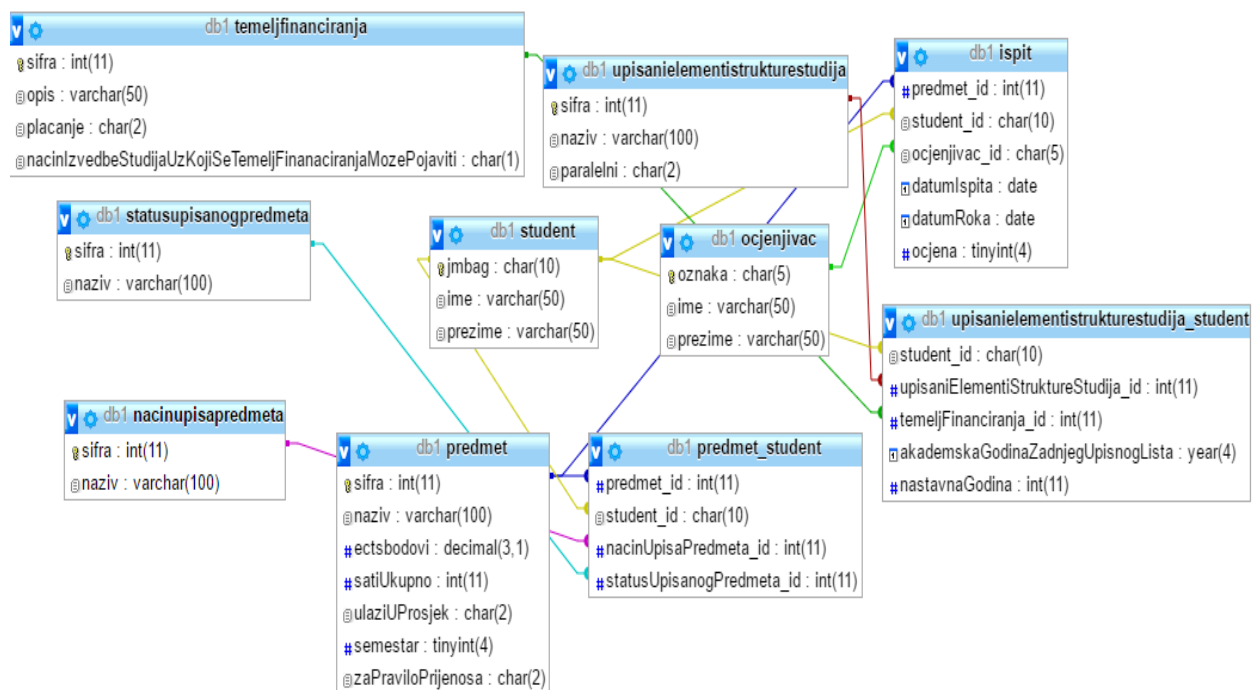 db1 temeljfinanciranja
sifra : int(11)
opis : varchar(50)
placanje : char(2)
nacinIzvedbeStudijaUzKojiSeTemeljFinanaciranjaMozePojaviti : char(1)
db1 upisanielementistrukturestudija
sifra : int(11)
naziv : varchar(100)
paralelni : char(2)
db1 ispit
#predmet_id : int(11)
student_id : char(10)
ocjenjivac_id : char(5)
datumIspita : date
datumRoka : date
#ocjena : tinyint(4)
db1 statusupisanogpredmeta
sifra : int(11)
naziv : varchar(100)
db1 student
jmbag : char(10)
ime : varchar(50)
prezime : varchar(50)
db1 ocjenjivac
oznaka : char(5)
ime : varchar(50)
prezime : varchar(50)
db1 upisanielementistrukturestudija_student
student_id : char(10)
#upisaniElementiStruktureStudija_id : int(11)
#temeljFinanciranja_id : int(11)
akademskaGodinaZadnjegUpisnogLista : year(4)
#nastavnaGodina : int(11)
db1 nacinupisapredmeta
sifra : int(11)
naziv : varchar(100)
db1 predmet
sifra : int(11)
naziv : varchar(100)
#ectsbodovi : decimal(3,1)
#satiUkupno : int(11)
ulaziUProsjek : char(2)
#semestar : tinyint(4)
zaPraviloPrijenosa : char(2)
db1 predmet_student
#predmet_id : int(11)
student_id : char(10)
#nacinUpisaPredmeta_id : int(11)
#statusUpisanogPredmeta_id : int(11)